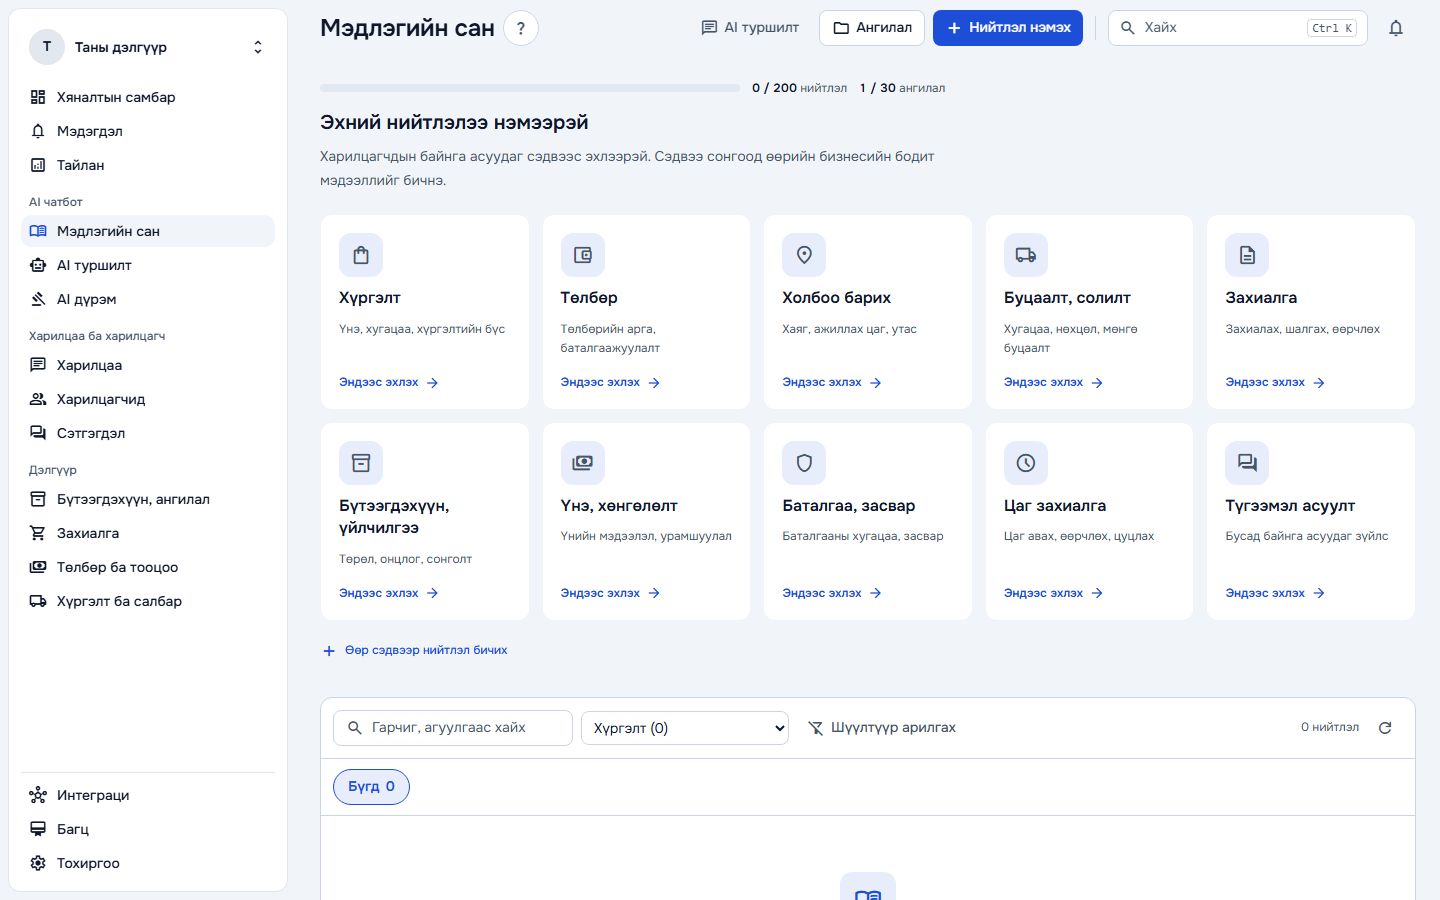 Т
Таны дэлгүүр
Хяналтын самбар
Мэдэгдэл
Тайлан
AI чатбот
Мэдлэгийн сан
AI туршилт
AI дүрэм
Харилцаа ба харилцагч
Харилцаа
Харилцагчид
Сэтгэгдэл
Дэлгүүр
Бүтээгдэхүүн, ангилал
Захиалга
Төлбөр ба тооцоо
Хүргэлт ба салбар
Интеграци
Багц
Тохиргоо
Мэдлэгийн сан ?
AI туршилт
Ангилал
+ Нийтлэл нэмэх
Хайх
Ctrl K
0 / 200 нийтлэл 1 / 30 ангилал
Эхний нийтлэлээ нэмээрэй
Харилцагчдын байнга асуудаг сэдвээс эхлээрэй. Сэдвээ сонгоод өөрийн бизнесийн бодит
мэдээллийг бичнэ.
Хүргэлт
Үнэ, хугацаа, хүргэлтийн бүс
Эндээс эхлэх →
Төлбөр
Төлбөрийн арга,
баталгаажуулалт
Эндээс эхлэх →
Холбоо барих
Хаяг, ажиллах цаг, утас
Эндээс эхлэх →
Буцаалт, солилт
Хугацаа, нөхцөл, мөнгө
буцаалт
Эндээс эхлэх →
Захиалга
Захиалах, шалгах, өөрчлөх
Эндээс эхлэх →
Бүтээгдэхүүн,
үйлчилгээ
Төрөл, онцлог, сонголт
Эндээс эхлэх →
Үнэ, хөнгөлөлт
Үнийн мэдээлэл, урамшуулал
Эндээс эхлэх →
Баталгаа, засвар
Баталгааны хугацаа, засвар
Эндээс эхлэх →
Цаг захиалга
Цаг авах, өөрчлөх, цуцлах
Эндээс эхлэх →
Түгээмэл асуулт
Бусад байнга асуудаг зүйлс
Эндээс эхлэх →
+ Өөр сэдвээр нийтлэл бичих
Гарчиг, агуулгаас хайх
Хүргэлт (0)
Шүүлтүүр арилгах
0 нийтлэл
Бүгд 0